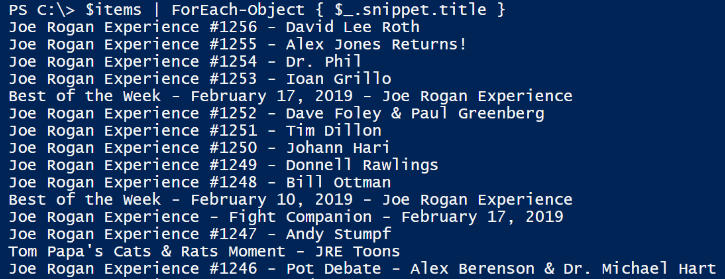 PS C:\> $items | ForEach-Object { $_.snippet.title }
Joe Rogan Experience #1256 - David Lee Roth
Joe Rogan Experience #1255 - Alex Jones Returns!
Joe Rogan Experience #1254 - Dr. Phil
Joe Rogan Experience #1253 - Ioan Grillo
Best of the Week - February 17, 2019 - Joe Rogan Experience
Joe Rogan Experience #1252 - Dave Foley & Paul Greenberg
Joe Rogan Experience #1251 - Tim Dillon
Joe Rogan Experience #1250 - Johann Hari
Joe Rogan Experience #1249 - Donnell Rawlings
Joe Rogan Experience #1248 - Bill Ottman
Best of the Week - February 10, 2019 - Joe Rogan Experience
Joe Rogan Experience - Fight Companion - February 17, 2019
Joe Rogan Experience #1247 - Andy Stumpf
Tom Papa's Cats & Rats Moment - JRE Toons
Joe Rogan Experience #1246 - Pot Debate - Alex Berenson & Dr. Michael Hart